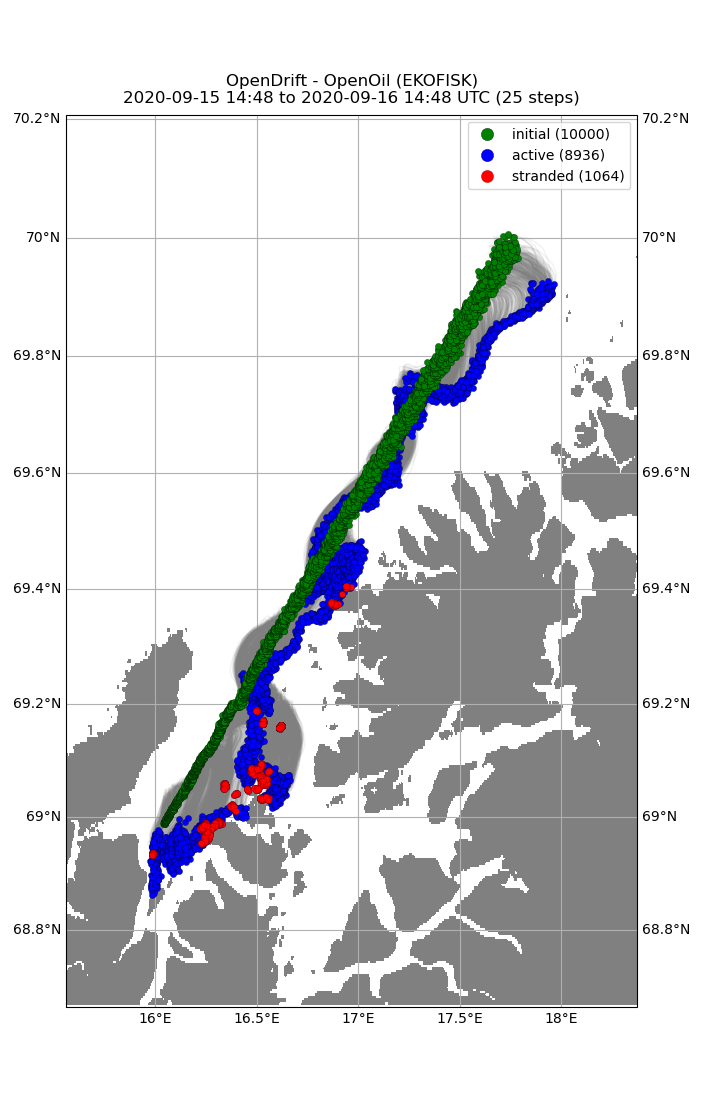 OpenDrift - OpenOil (EKOFISK)
2020-09-15 14:48 to 2020-09-16 14:48 UTC (25 steps)
initial (10000)
active (8936)
stranded (1064)
70.2°N 70.2°N
70°N 70°N
69.8°N 69.8°N
69.6°N 69.6°N
69.4°N 69.4°N
69.2°N 69.2°N
69°N 69°N
68.8°N 68.8°N
16°E 16.5°E 17°E 17.5°E 18°E